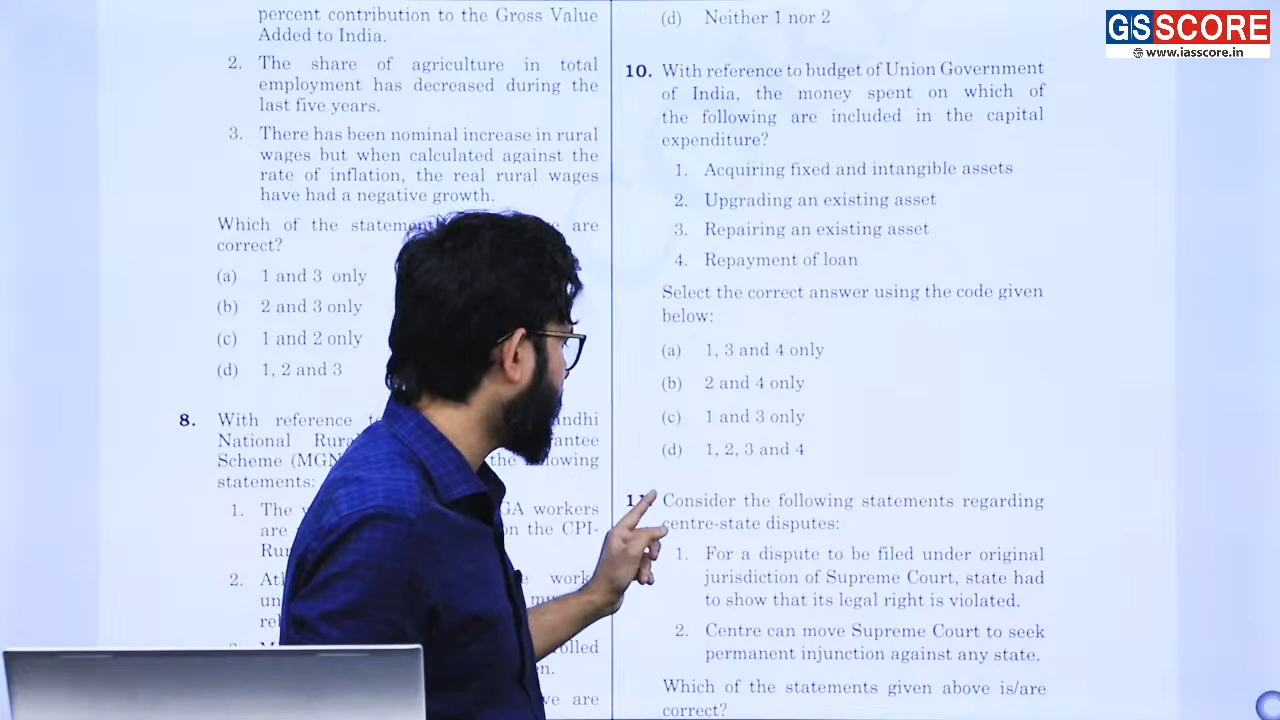 percent contribution to the Gross Value
Added to India.
2. The share of agriculture in total
employment has decreased during the
last five years.
3. There has been nominal increase in rural
wages but when calculated against the
rate of inflation, the real rural wages
have had a negative growth.
Which of the are
correct?
(a) 1 and 3 only
(b) 2 and 3 only
(c) 1 and 2 only
(d) 1, 2 and 3
8. With reference
National
Scheme the following
statements:
1. The workers
are on the CPI-
2. work
are
(d) Neither 1 nor 2
10. With reference to budget of Union Government
of India, the money spent on which of
the following are included in the capital
expenditure?
1. Acquiring fixed and intangible assets
2. Upgrading an existing asset
3. Repairing an existing asset
4. Repayment of loan
Select the correct answer using the code given
below:
(a) 1, 3 and 4 only
(b) 2 and 4 only
(c) 1 and 3 only
(d) 1, 2, 3 and 4
Consider the following statements regarding
centre-state disputes:
1. For a dispute to be filed under original
jurisdiction of Supreme Court, state had
to show that its legal right is violated.
2. Centre can move Supreme Court to seek
permanent injunction against any state.
Which of the statements given above is/are
correct?
GSSCORE
www.iasscore.in